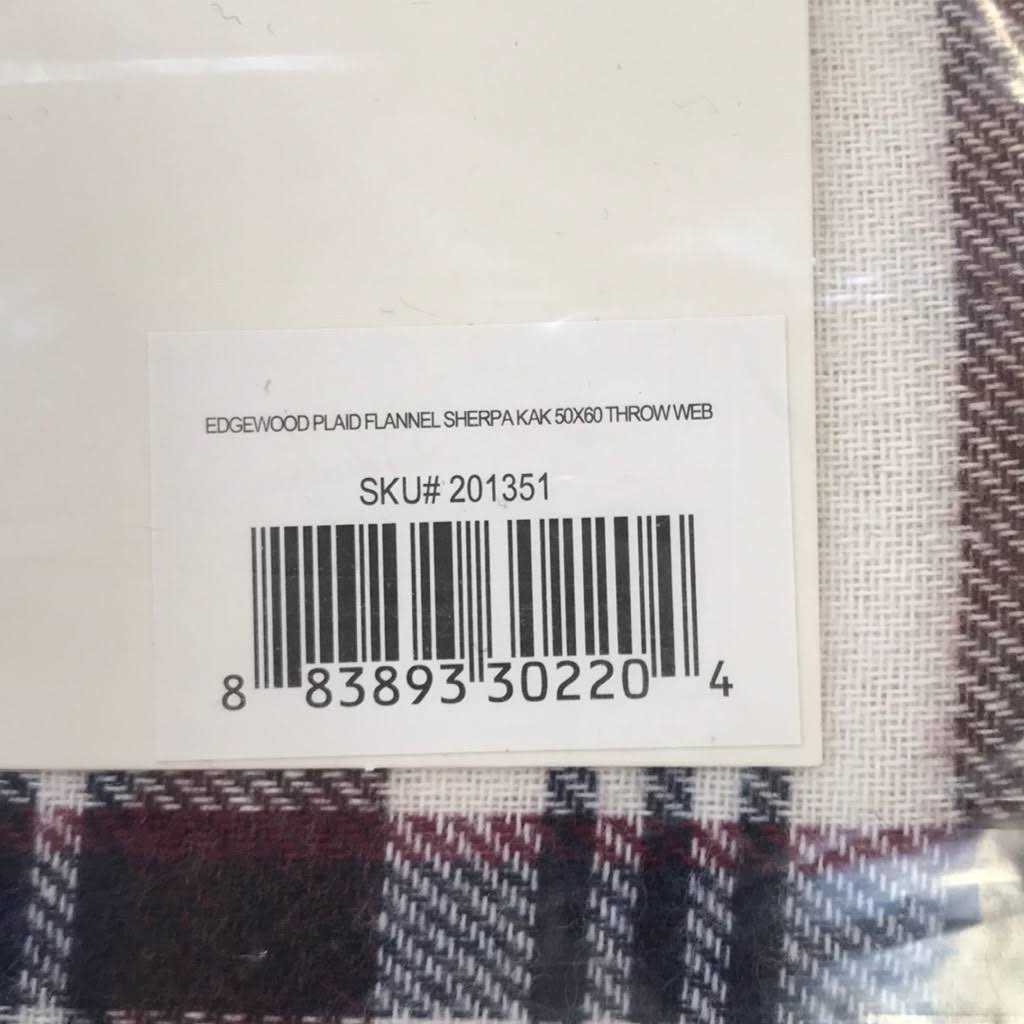 EDGEWOOD PLAID FLANNEL SHERPA KAK 50X60 THROW WEB
SKU# 201351
8 83893 30220 4